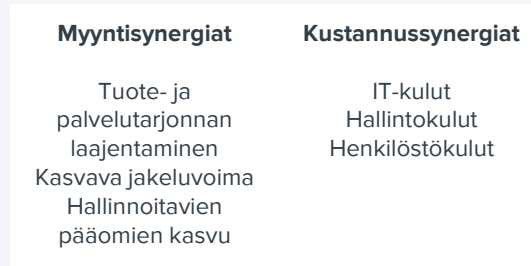 Myyntisynergiat
Tuote- ja
palvelutarjonnan
laajentaminen
Kasvava jakeluvoima
Hallinnoitavien
pääomien kasvu
Kustannussynergiat
IT-kulut
Hallintokulut
Henkilöstökulut